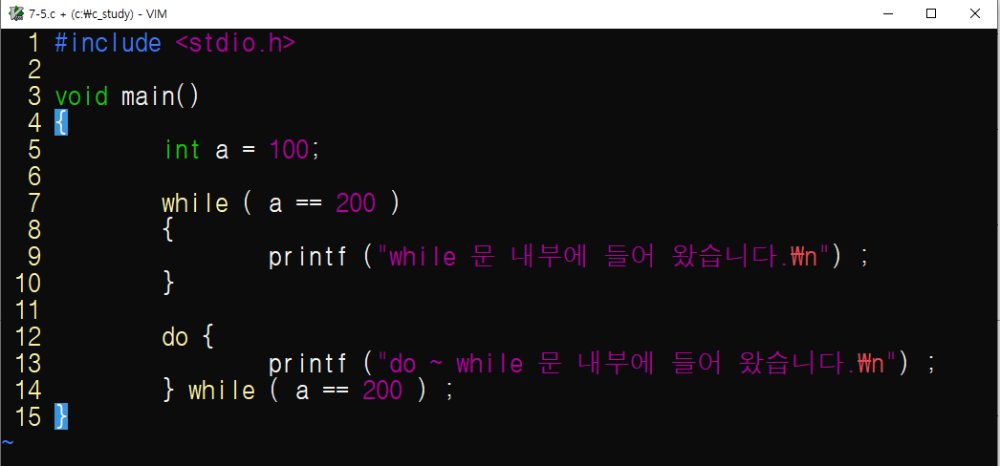 7-5.c + (c:₩c_study) - VIM
1 #include <stdio.h>
2
3 void main()
4 {
5 int a = 100;
6
7 while ( a == 200 )
8 {
9 printf ("while 문 내부에 들어 왔습니다.₩n") ;
10 }
11
12 do {
13 printf ("do ~ while 문 내부에 들어 왔습니다.₩n") ;
14 } while ( a == 200 ) ;
15 }
~